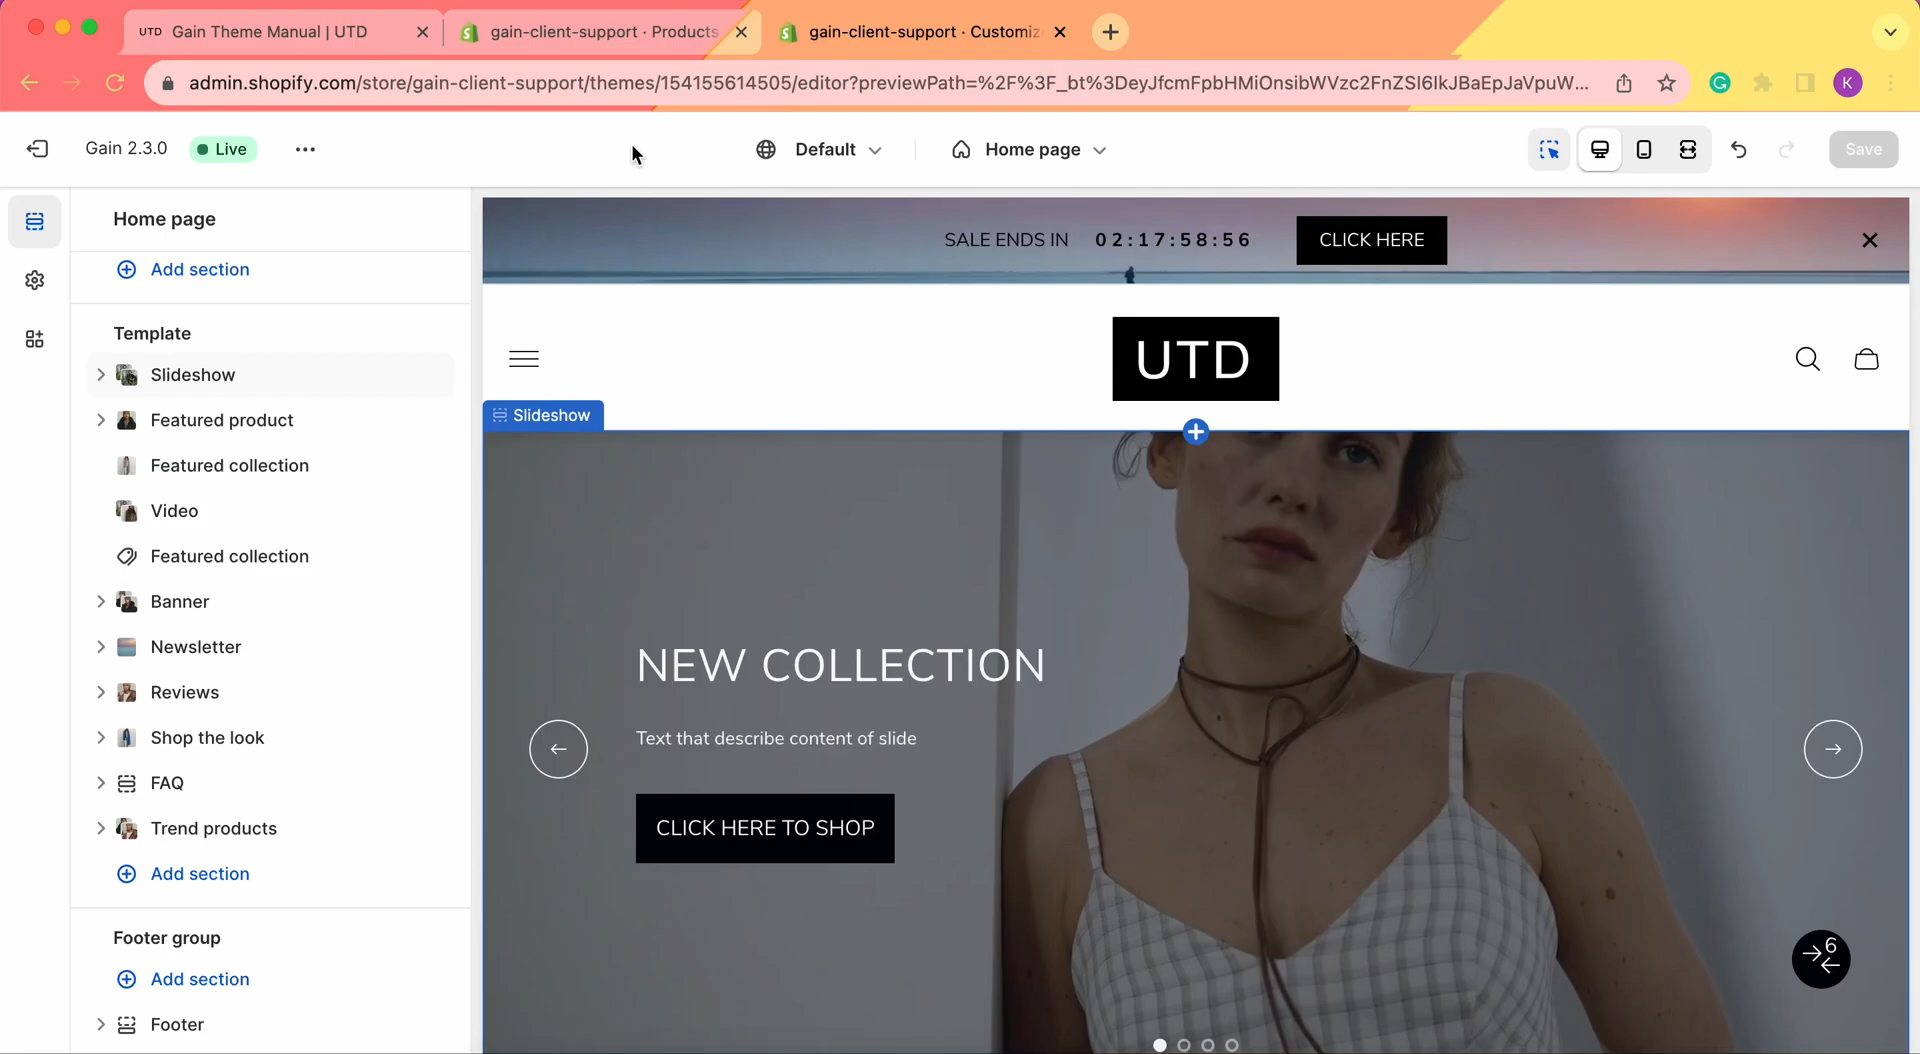 UTD Gain Theme Manual | UTD
gain-client-support · Products
gain-client-support · Customiz
admin.shopify.com/store/gain-client-support/themes/154155614505/editor?previewPath=%2F%3F_bt%3DeyJfcmFpbHMiOnsibWVzc2FnZSI6IkJBaEpJaVpuW...
K
Gain 2.3.0
Live
Default
Home page
Save
Home page
Add section
Template
Slideshow
Featured product
Featured collection
Video
Featured collection
Banner
Newsletter
Reviews
Shop the look
FAQ
Trend products
Add section
Footer group
Add section
Footer
SALE ENDS IN 02:17:58:56 CLICK HERE
UTD
Slideshow
NEW COLLECTION
Text that describe content of slide
CLICK HERE TO SHOP
6